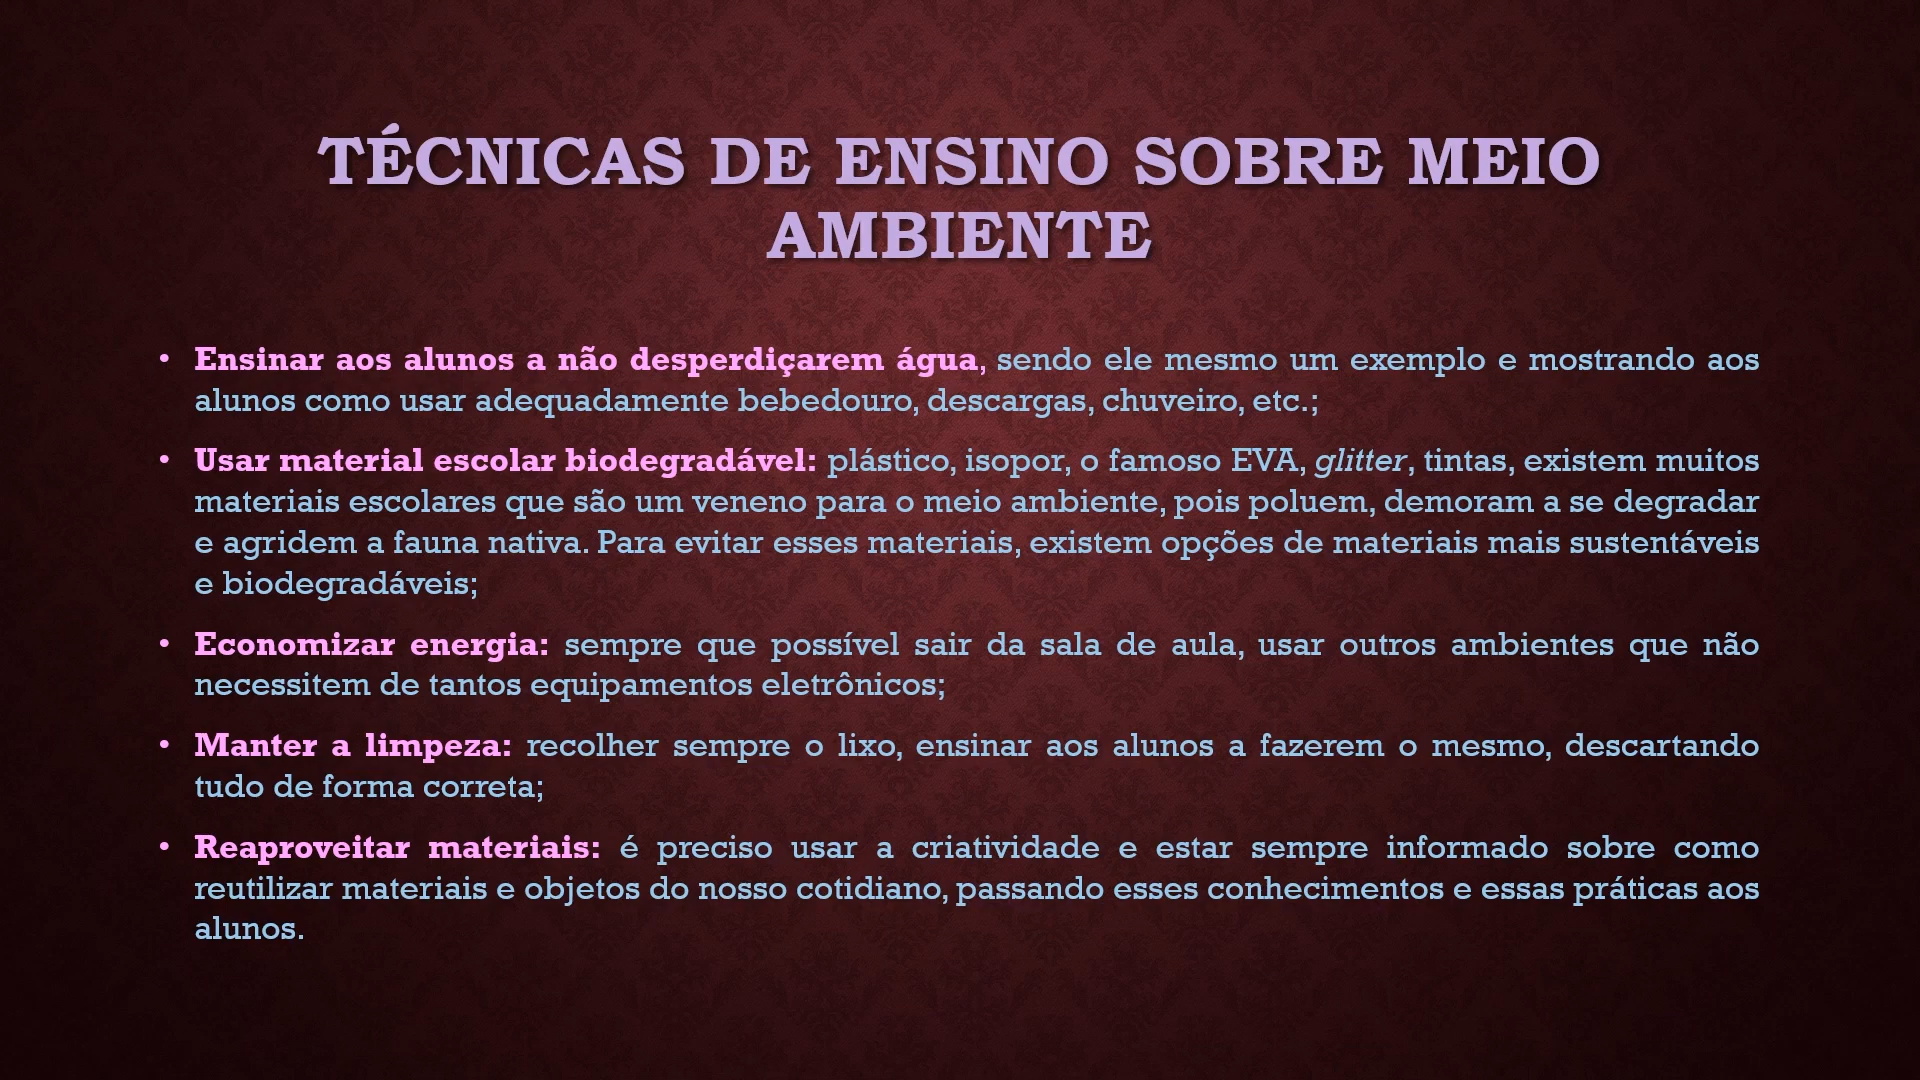 TÉCNICAS DE ENSINO SOBRE MEIO
AMBIENTE
• Ensinar aos alunos a não desperdiçarem água, sendo ele mesmo um exemplo e mostrando aos
alunos como usar adequadamente bebedouro, descargas, chuveiro, etc.;
• Usar material escolar biodegradável: plástico, isopor, o famoso EVA, glitter, tintas, existem muitos
materiais escolares que são um veneno para o meio ambiente, pois poluem, demoram a se degradar
e agridem a fauna nativa. Para evitar esses materiais, existem opções de materiais mais sustentáveis
e biodegradáveis;
• Economizar energia: sempre que possível sair da sala de aula, usar outros ambientes que não
necessitem de tantos equipamentos eletrônicos;
• Manter a limpeza: recolher sempre o lixo, ensinar aos alunos a fazerem o mesmo, descartando
tudo de forma correta;
• Reaproveitar materiais: é preciso usar a criatividade e estar sempre informado sobre como
reutilizar materiais e objetos do nosso cotidiano, passando esses conhecimentos e essas práticas aos
alunos.